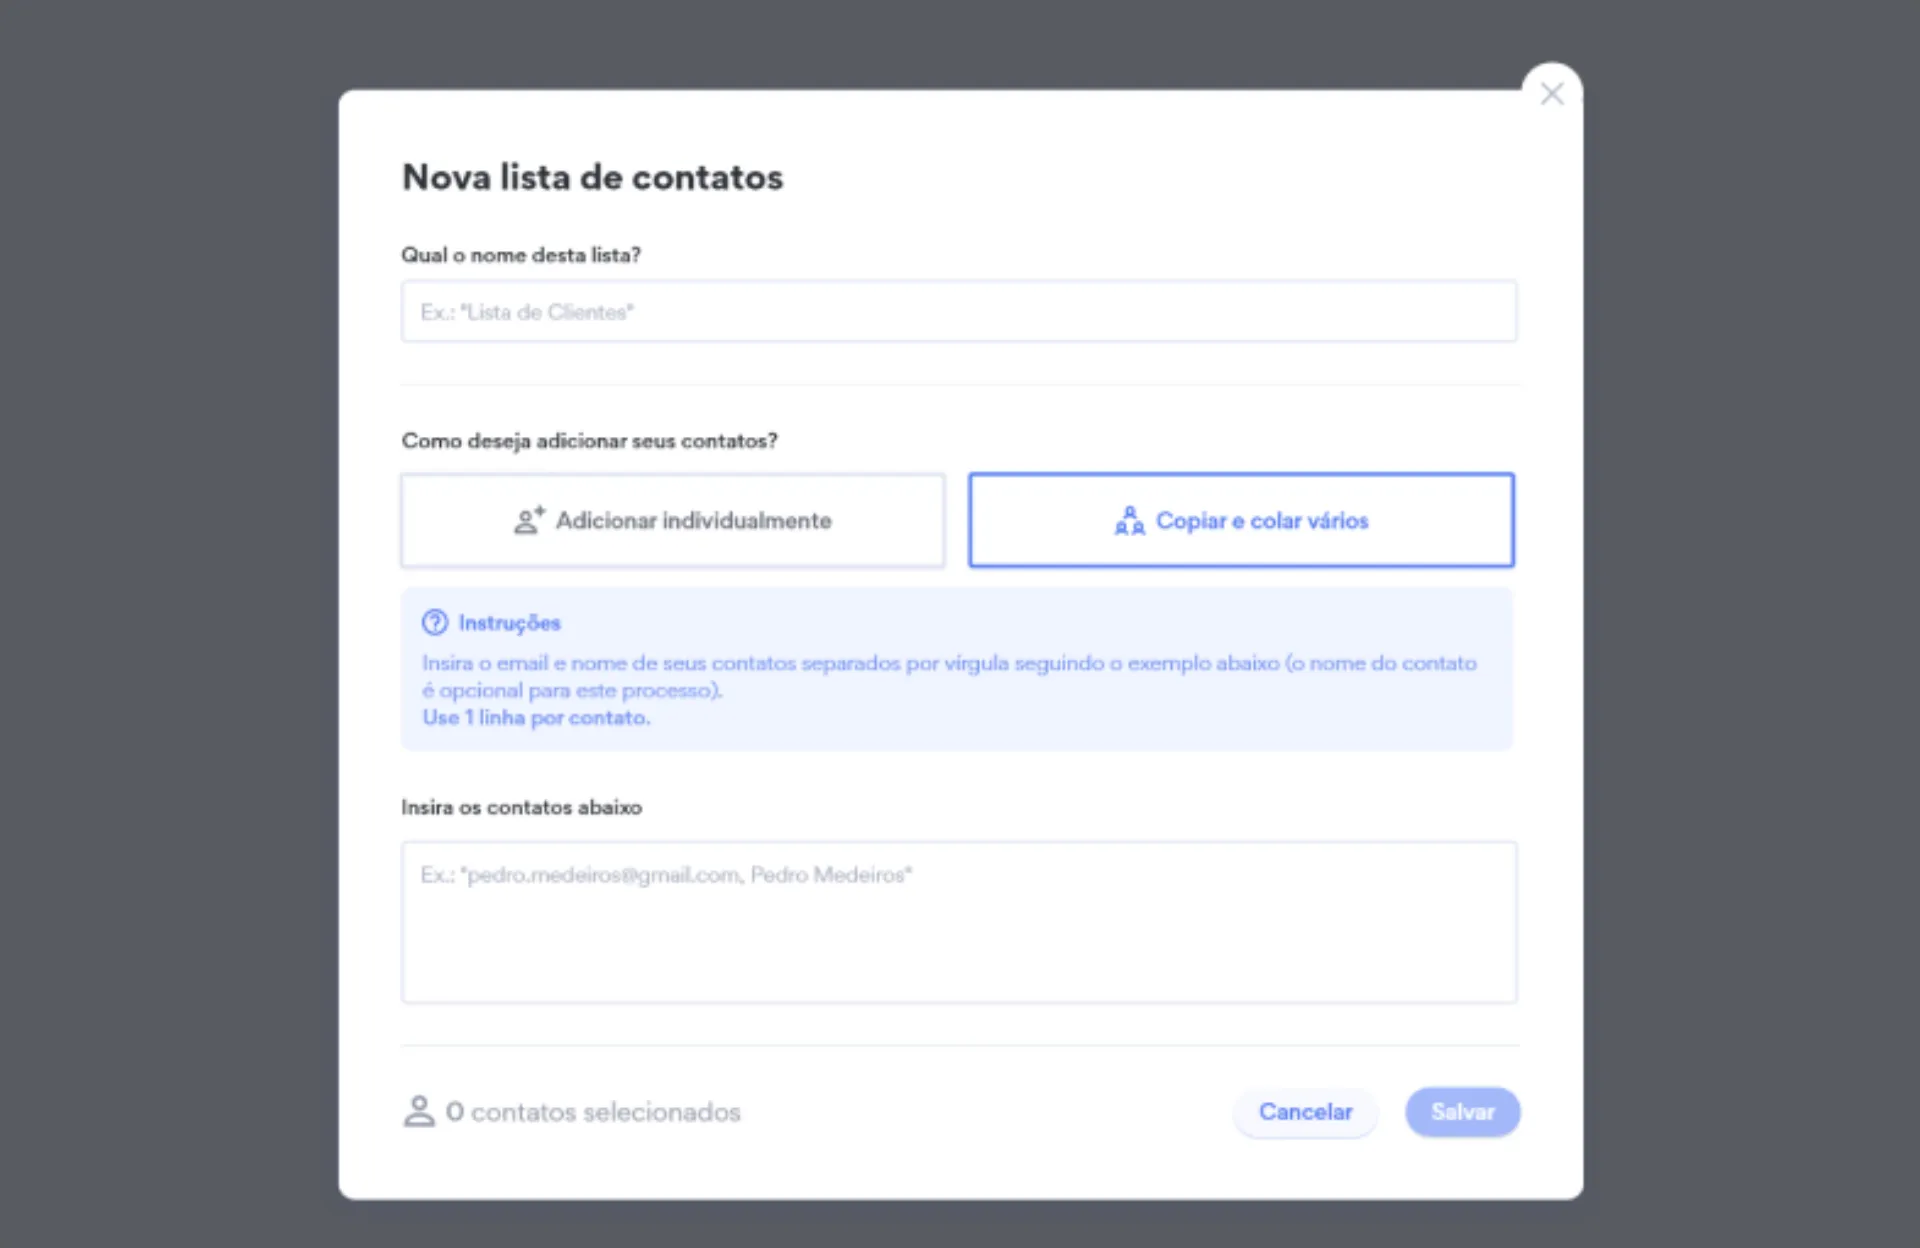 Nova lista de contatos
Qual o nome desta lista?
Ex.: "Lista de Clientes"
Como deseja adicionar seus contatos?
Adicionar individualmente
Copiar e colar vários
Instruções
Insira o email e nome de seus contatos separados por vírgula seguindo o exemplo abaixo (o nome do contato
é opcional para este processo).
Use 1 linha por contato.
Insira os contatos abaixo
Ex.: "pedro.medeiros@gmail.com, Pedro Medeiros"
0 contatos selecionados
Cancelar
Salvar